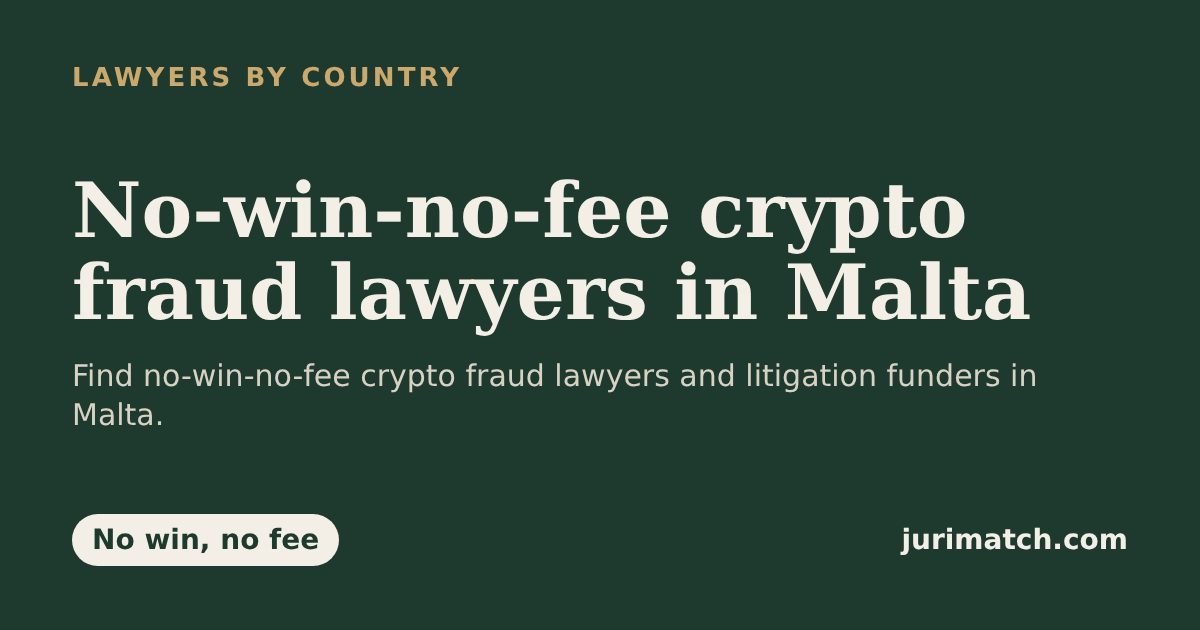 LAWYERS BY COUNTRY
No-win-no-fee crypto
fraud lawyers in Malta
Find no-win-no-fee crypto fraud lawyers and litigation funders in
Malta.
No win, no fee
jurimatch.com